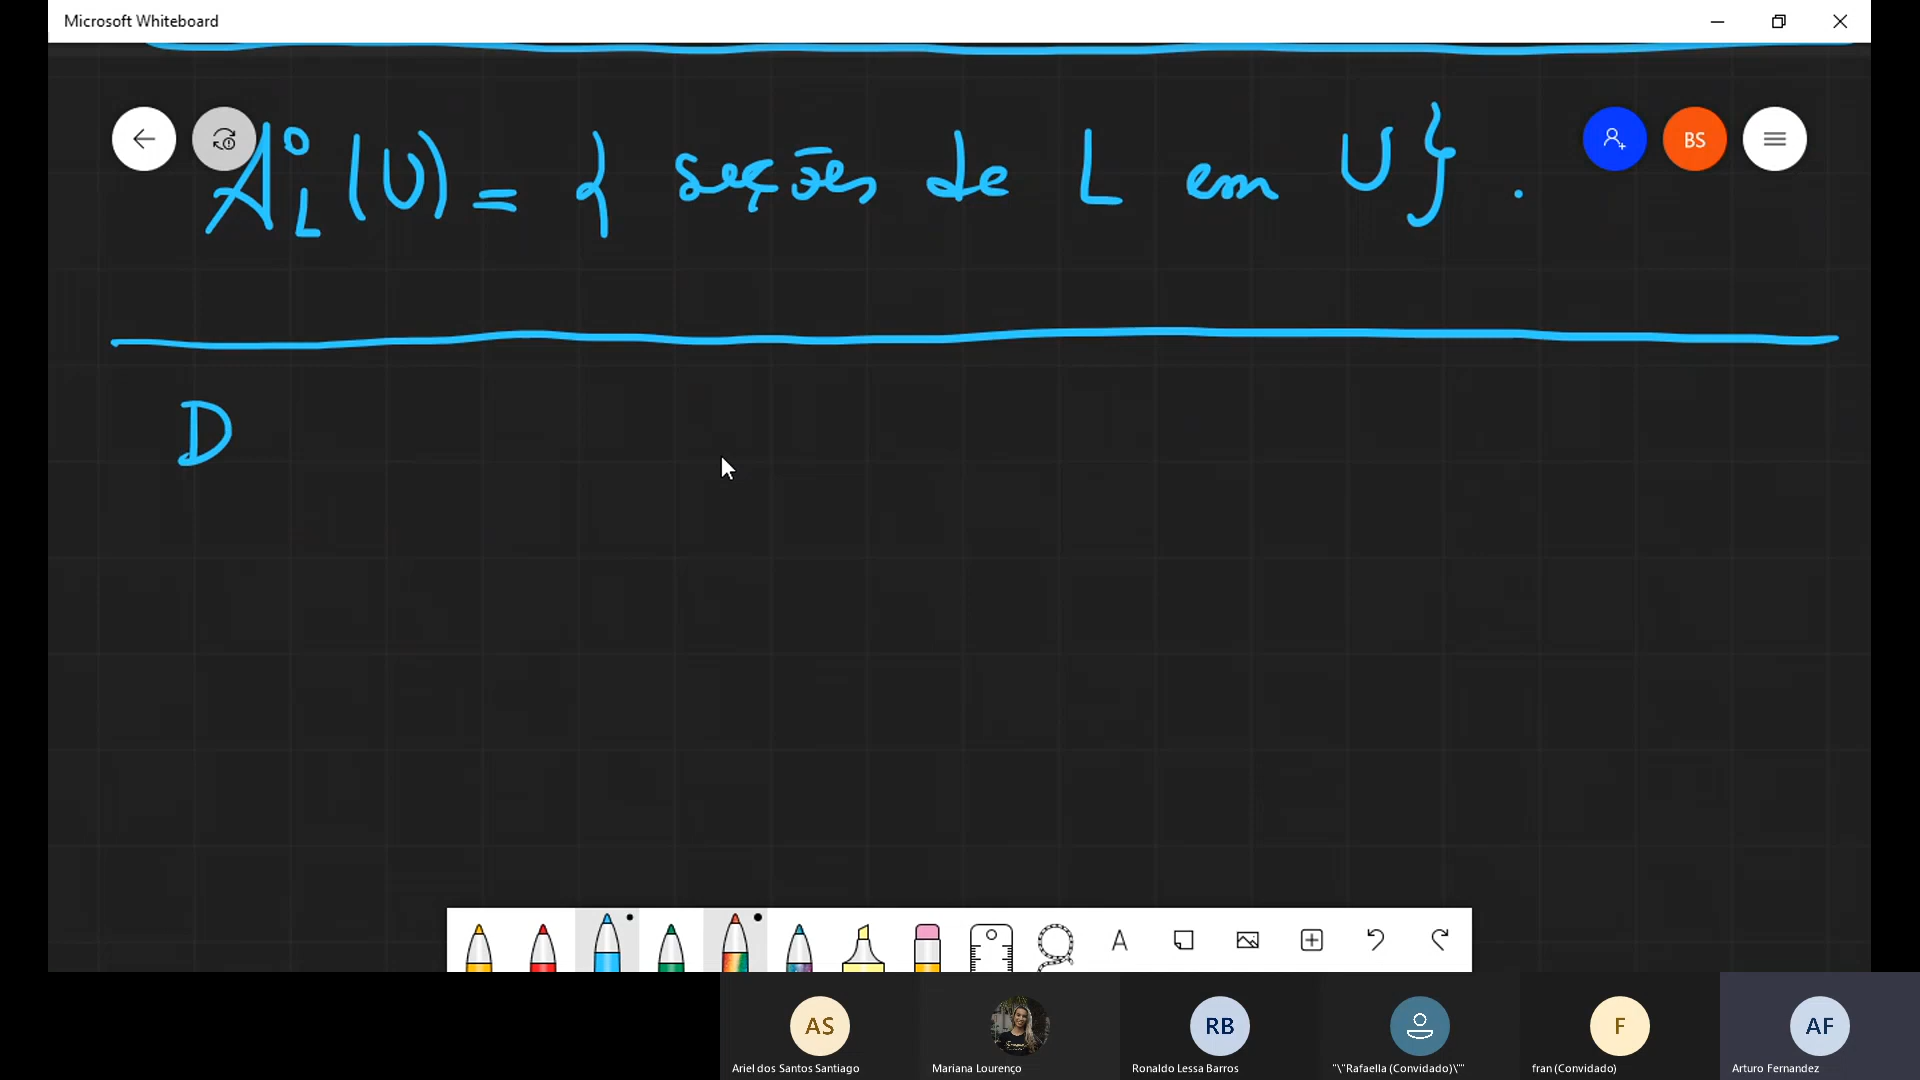 Microsoft Whiteboard
A⁰_L(U) = { seções de L em U } .
BS
D
A
AS
RB
F
AF
Ariel dos Santos Santiago
Mariana Lourenço
Ronaldo Lessa Barros
"\"Rafaella (Convidado)\""
fran (Convidado)
Arturo Fernandez